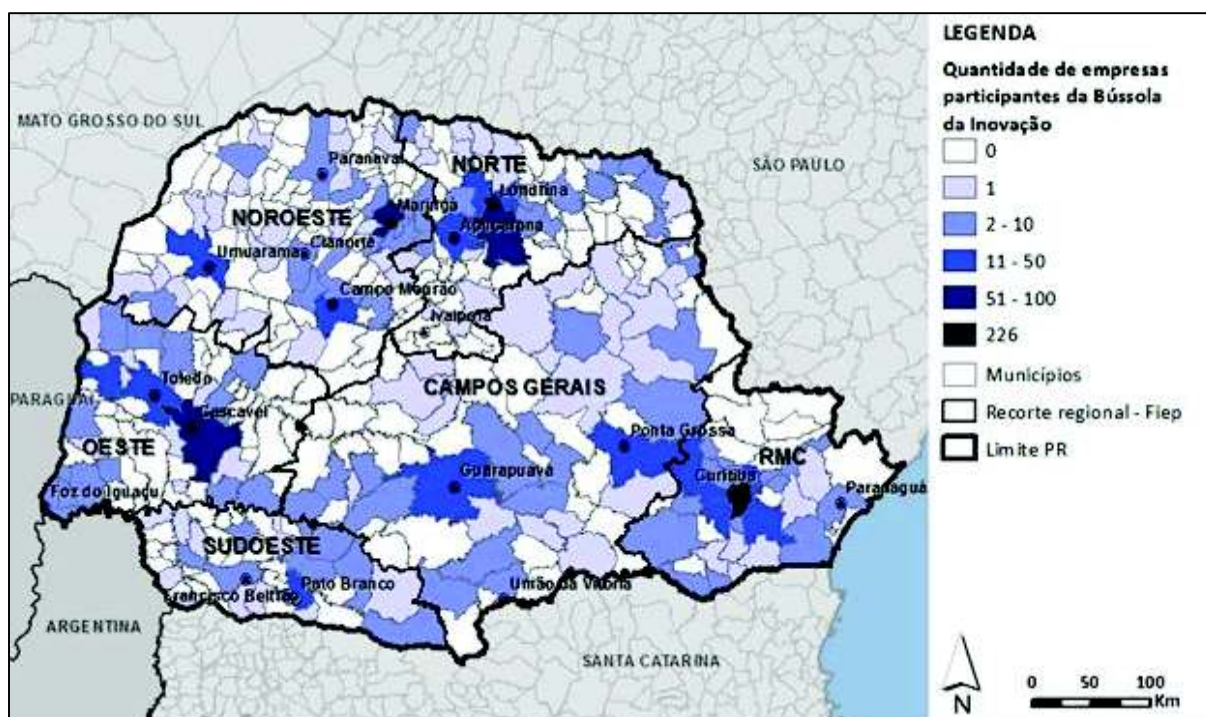 LEGENDA
Quantidade de empresas
participantes da Bússola
da Inovação
0
1
2 - 10
11 - 50
51 - 100
226
Municípios
Recorte regional - Fiep
Limite PR
MATO GROSSO DO SUL
SÃO PAULO
Paranavaí
NORTE
Londrina
NOROESTE
Maringá
Apucarana
Umuarama
Cianorte
Campo Mourão
Ivaiporã
PARAGUAI
Toledo
CAMPOS GERAIS
Cascavel
OESTE
Ponta Grossa
RMC
Guarapuava
Curitiba
Paranaguá
Foz do Iguaçu
SUDOESTE
Pato Branco
União da Vitória
Francisco Beltrão
ARGENTINA
SANTA CATARINA
N
0 50 100
Km